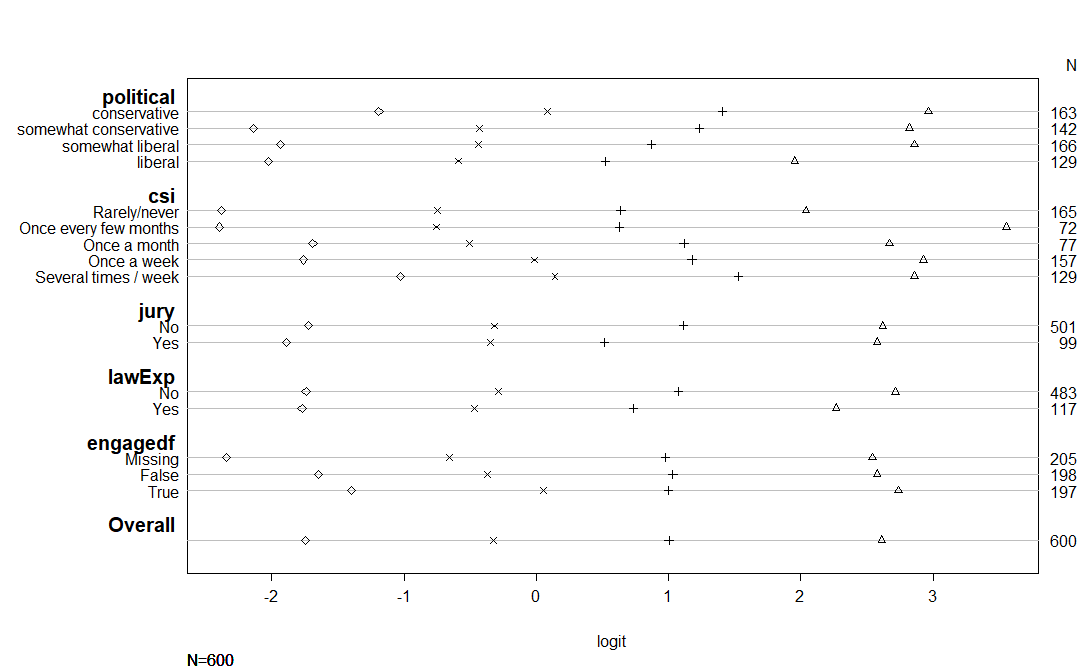 N
political
conservative 163
somewhat conservative 142
somewhat liberal 166
liberal 129
csi
Rarely/never 165
Once every few months 72
Once a month 77
Once a week 157
Several times / week 129
jury
No 501
Yes 99
lawExp
No 483
Yes 117
engagedf
Missing 205
False 198
True 197
Overall
600
-2 -1 0 1 2 3
logit
N=600